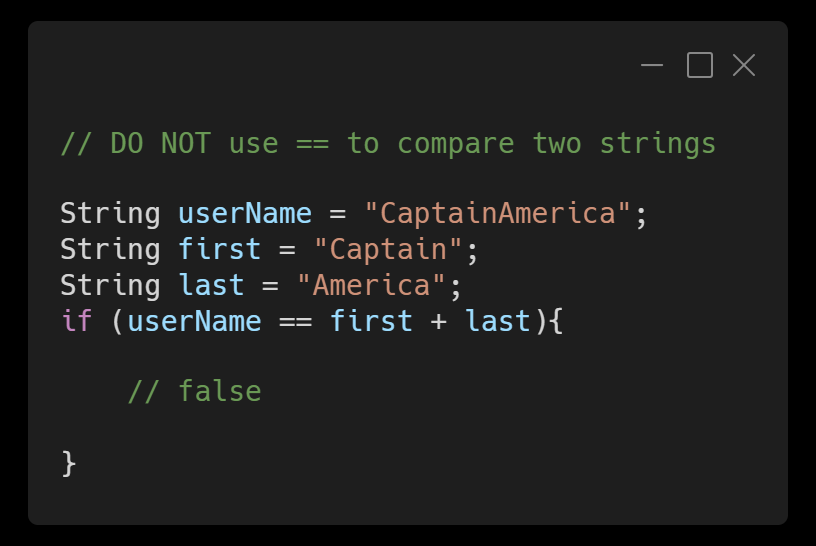 // DO NOT use == to compare two strings
String userName = "CaptainAmerica";
String first = "Captain";
String last = "America";
if (userName == first + last){
// false
}